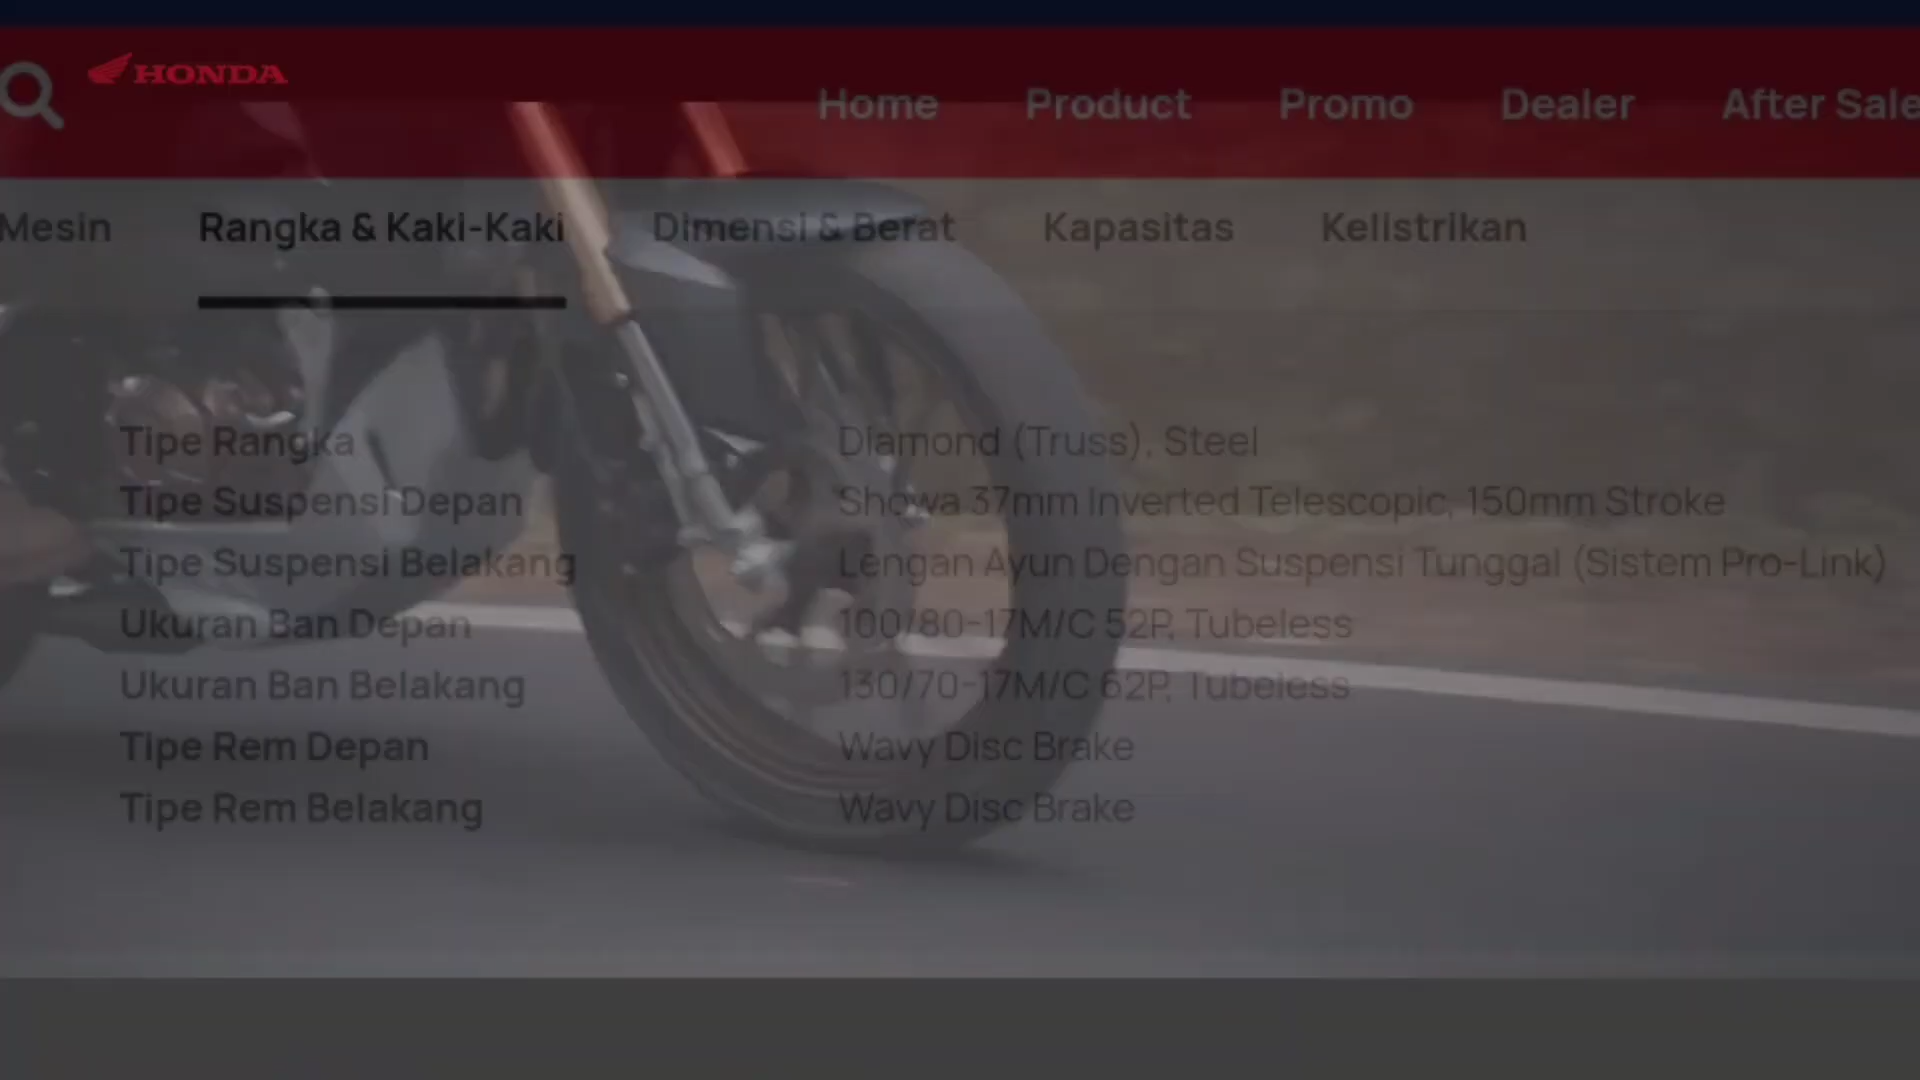 HONDA
Home Product Promo Dealer After Sale
Mesin Rangka & Kaki-Kaki Dimensi & Berat Kapasitas Kelistrikan
Tipe Rangka Diamond (Truss), Steel
Tipe Suspensi Depan Showa 37mm Inverted Telescopic, 150mm Stroke
Tipe Suspensi Belakang Lengan Ayun Dengan Suspensi Tunggal (Sistem Pro-Link)
Ukuran Ban Depan 100/80-17M/C 52P, Tubeless
Ukuran Ban Belakang 130/70-17M/C 62P, Tubeless
Tipe Rem Depan Wavy Disc Brake
Tipe Rem Belakang Wavy Disc Brake